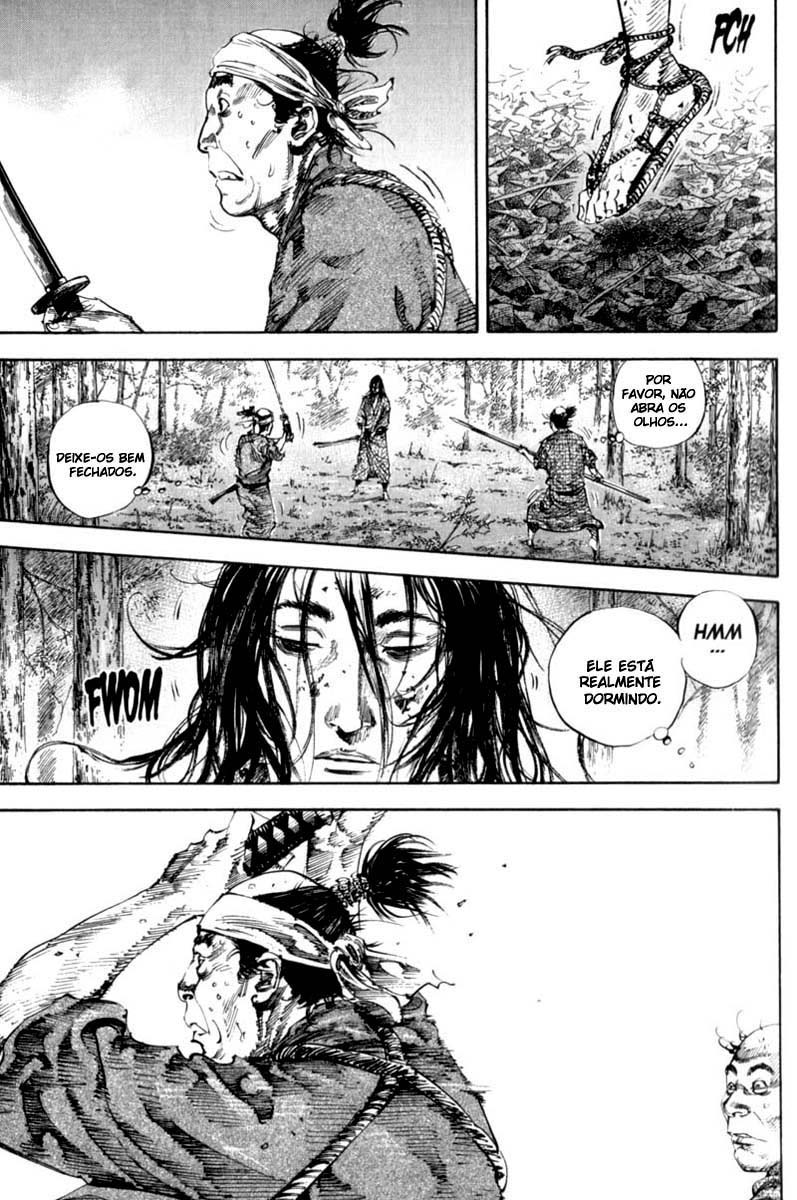 FCH
POR
FAVOR, NÃO
ABRA OS
OLHOS...
DEIXE-OS BEM
FECHADOS.
HMM
...
ELE ESTÁ
REALMENTE
DORMINDO.
FWOM